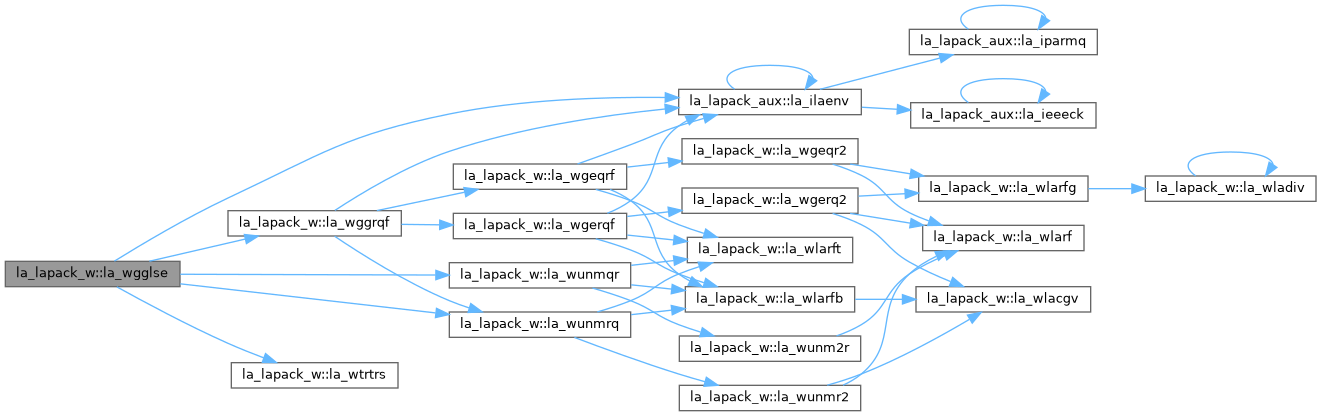 la_lapack_w::la_wgglse
la_lapack_w::la_wggrqf
la_lapack_w::la_wtrtrs
la_lapack_w::la_wgeqrf
la_lapack_w::la_wgerqf
la_lapack_w::la_wunmqr
la_lapack_w::la_wunmrq
la_lapack_aux::la_ilaenv
la_lapack_w::la_wgeqr2
la_lapack_w::la_wgerq2
la_lapack_w::la_wlarft
la_lapack_w::la_wlarfb
la_lapack_w::la_wunm2r
la_lapack_w::la_wunmr2
la_lapack_aux::la_iparmq
la_lapack_aux::la_ieeeck
la_lapack_w::la_wlarfg
la_lapack_w::la_wlarf
la_lapack_w::la_wlacgv
la_lapack_w::la_wladiv